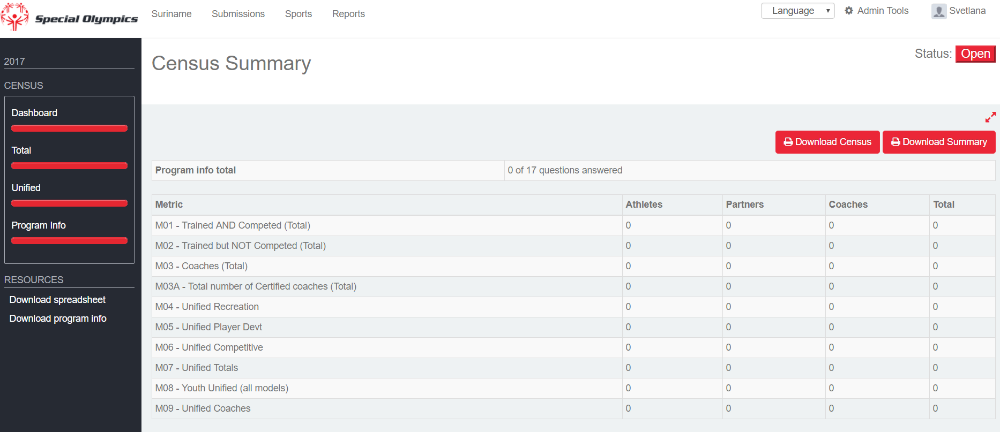 Special Olympics
Suriname Submissions Sports Reports
Language Admin Tools Svetlana
2017
CENSUS
Dashboard
Total
Unified
Program Info
RESOURCES
Download spreadsheet
Download program info
Census Summary
Status: Open
Download Census Download Summary
Program info total 0 of 17 questions answered
Metric Athletes Partners Coaches Total
M01 - Trained AND Competed (Total) 0 0 0 0
M02 - Trained but NOT Competed (Total) 0 0 0 0
M03 - Coaches (Total) 0 0 0 0
M03A - Total number of Certified coaches (Total) 0 0 0 0
M04 - Unified Recreation 0 0 0 0
M05 - Unified Player Devt 0 0 0 0
M06 - Unified Competitive 0 0 0 0
M07 - Unified Totals 0 0 0 0
M08 - Youth Unified (all models) 0 0 0 0
M09 - Unified Coaches 0 0 0 0